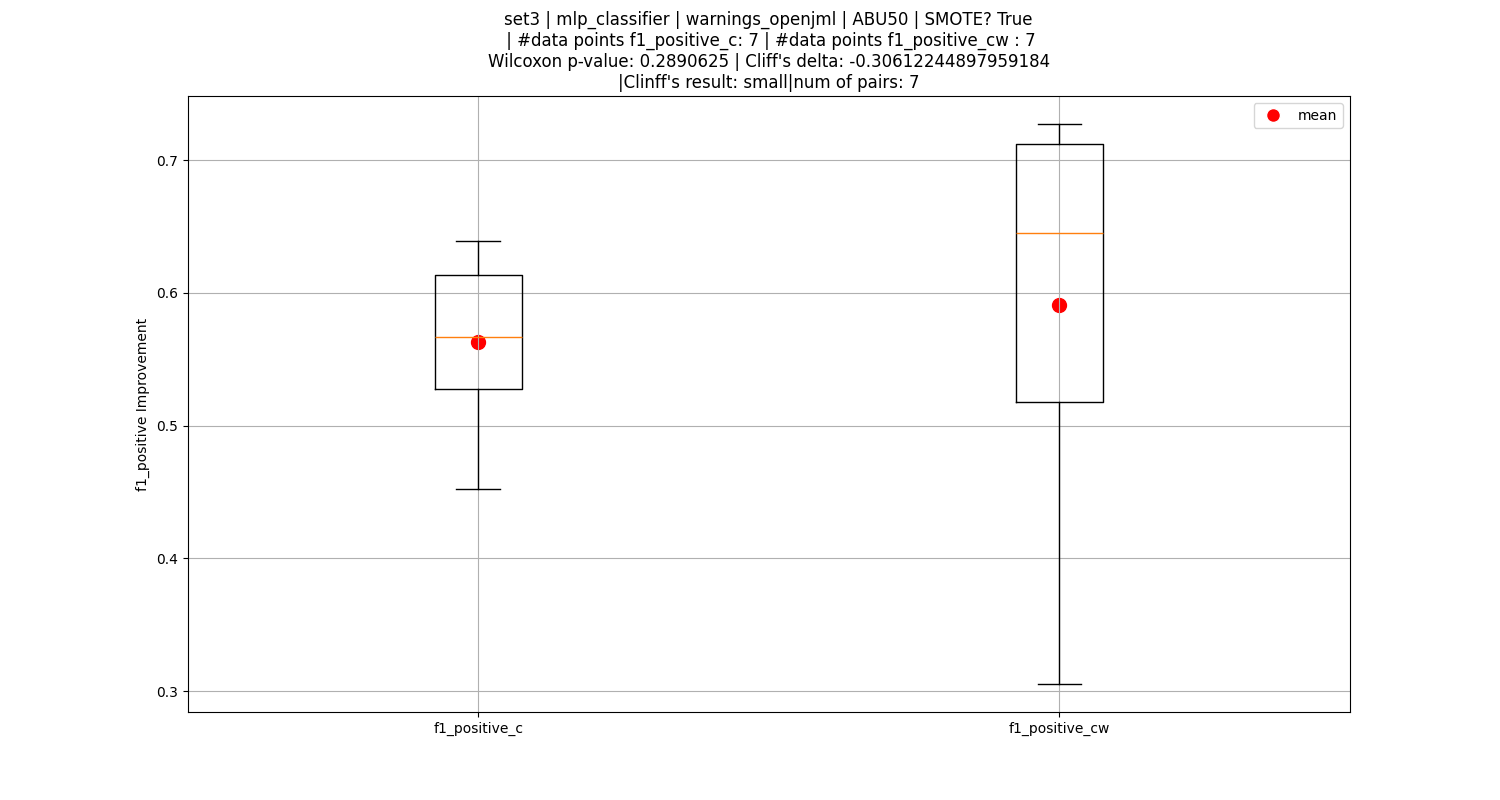 set3 | mlp_classifier | warnings_openjml | ABU50 | SMOTE? True
| #data points f1_positive_c: 7 | #data points f1_positive_cw : 7
Wilcoxon p-value: 0.2890625 | Cliff's delta: -0.30612244897959184
|Clinff's result: small|num of pairs: 7
mean
0.7
0.6
0.5
0.4
0.3
f1_positive Improvement
f1_positive_c
f1_positive_cw